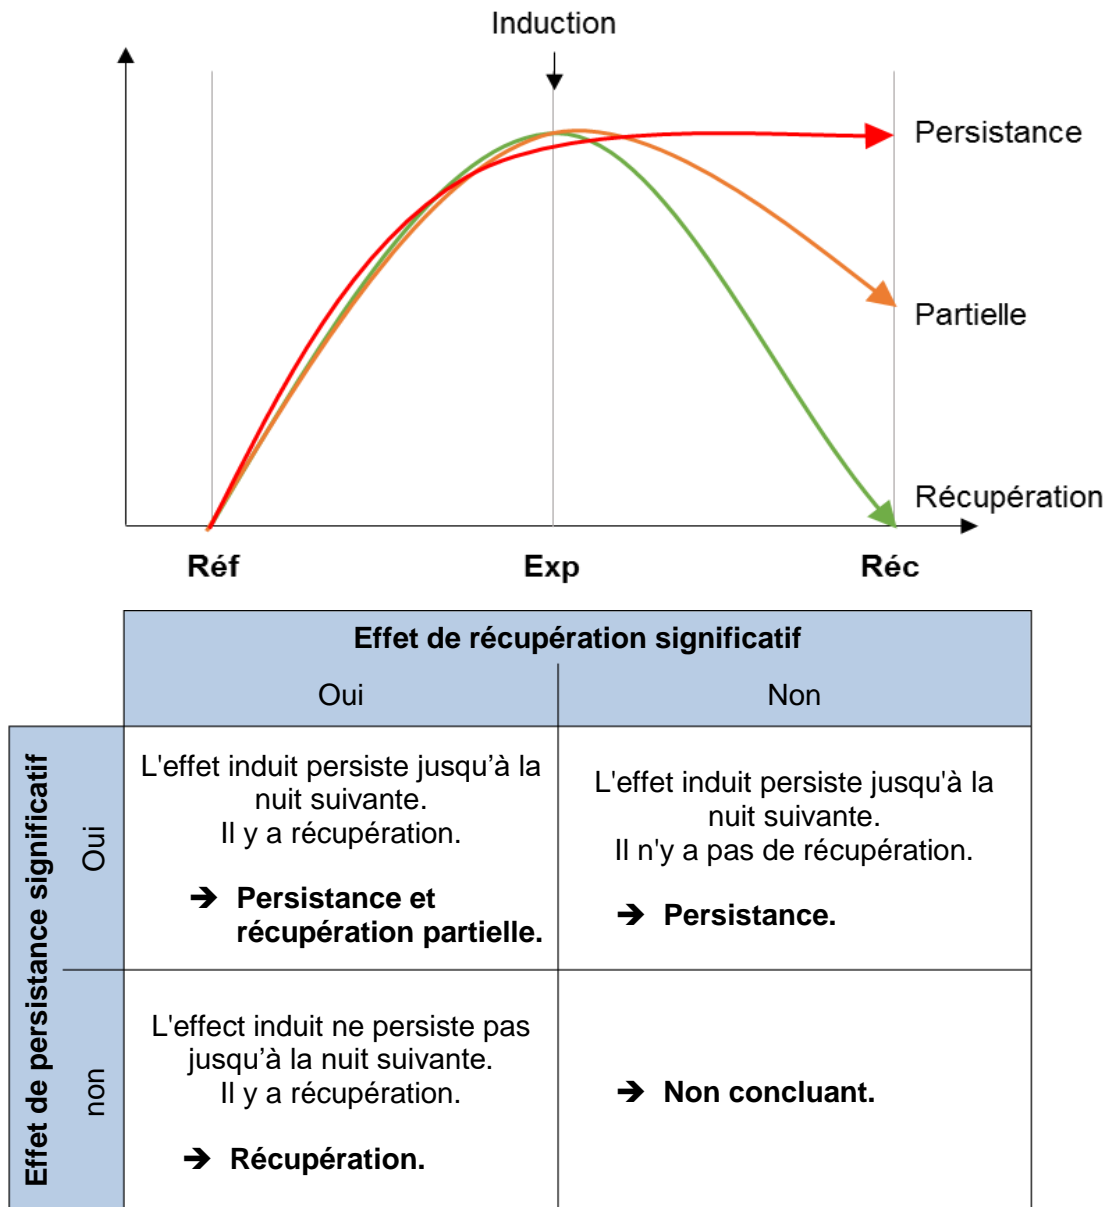 Induction
Persistance
Partielle
Récupération
Réf
Exp
Réc
Effet de récupération significatif
Oui
Non
Effet de persistance significatif
Oui
L'effet induit persiste jusqu’à la
nuit suivante.
Il y a récupération.
➔ Persistance et
récupération partielle.
L'effet induit persiste jusqu'à la
nuit suivante.
Il n'y a pas de récupération.
➔ Persistance.
non
L'effect induit ne persiste pas
jusqu’à la nuit suivante.
Il y a récupération.
➔ Récupération.
➔ Non concluant.